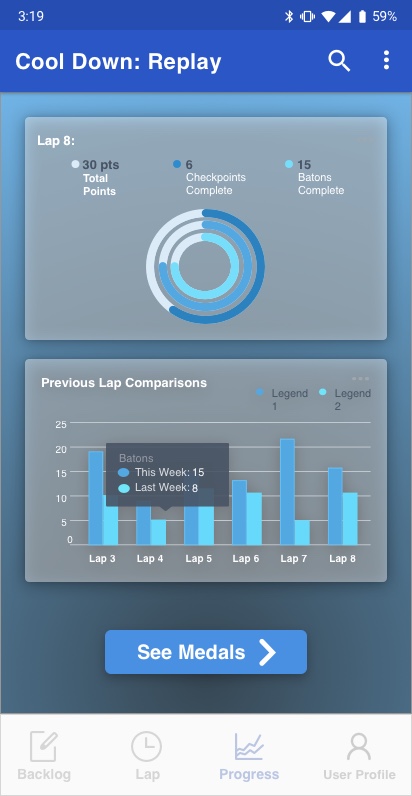 3:19 59%
Cool Down: Replay
Lap 8:
30 pts 6 15
Total Checkpoints Batons
Points Complete Complete
Previous Lap Comparisons
Legend Legend
1 2
25
20
15
10
5
0
Batons
This Week: 15
Last Week: 8
Lap 3 Lap 4 Lap 5 Lap 6 Lap 7 Lap 8
See Medals
Backlog Lap Progress User Profile